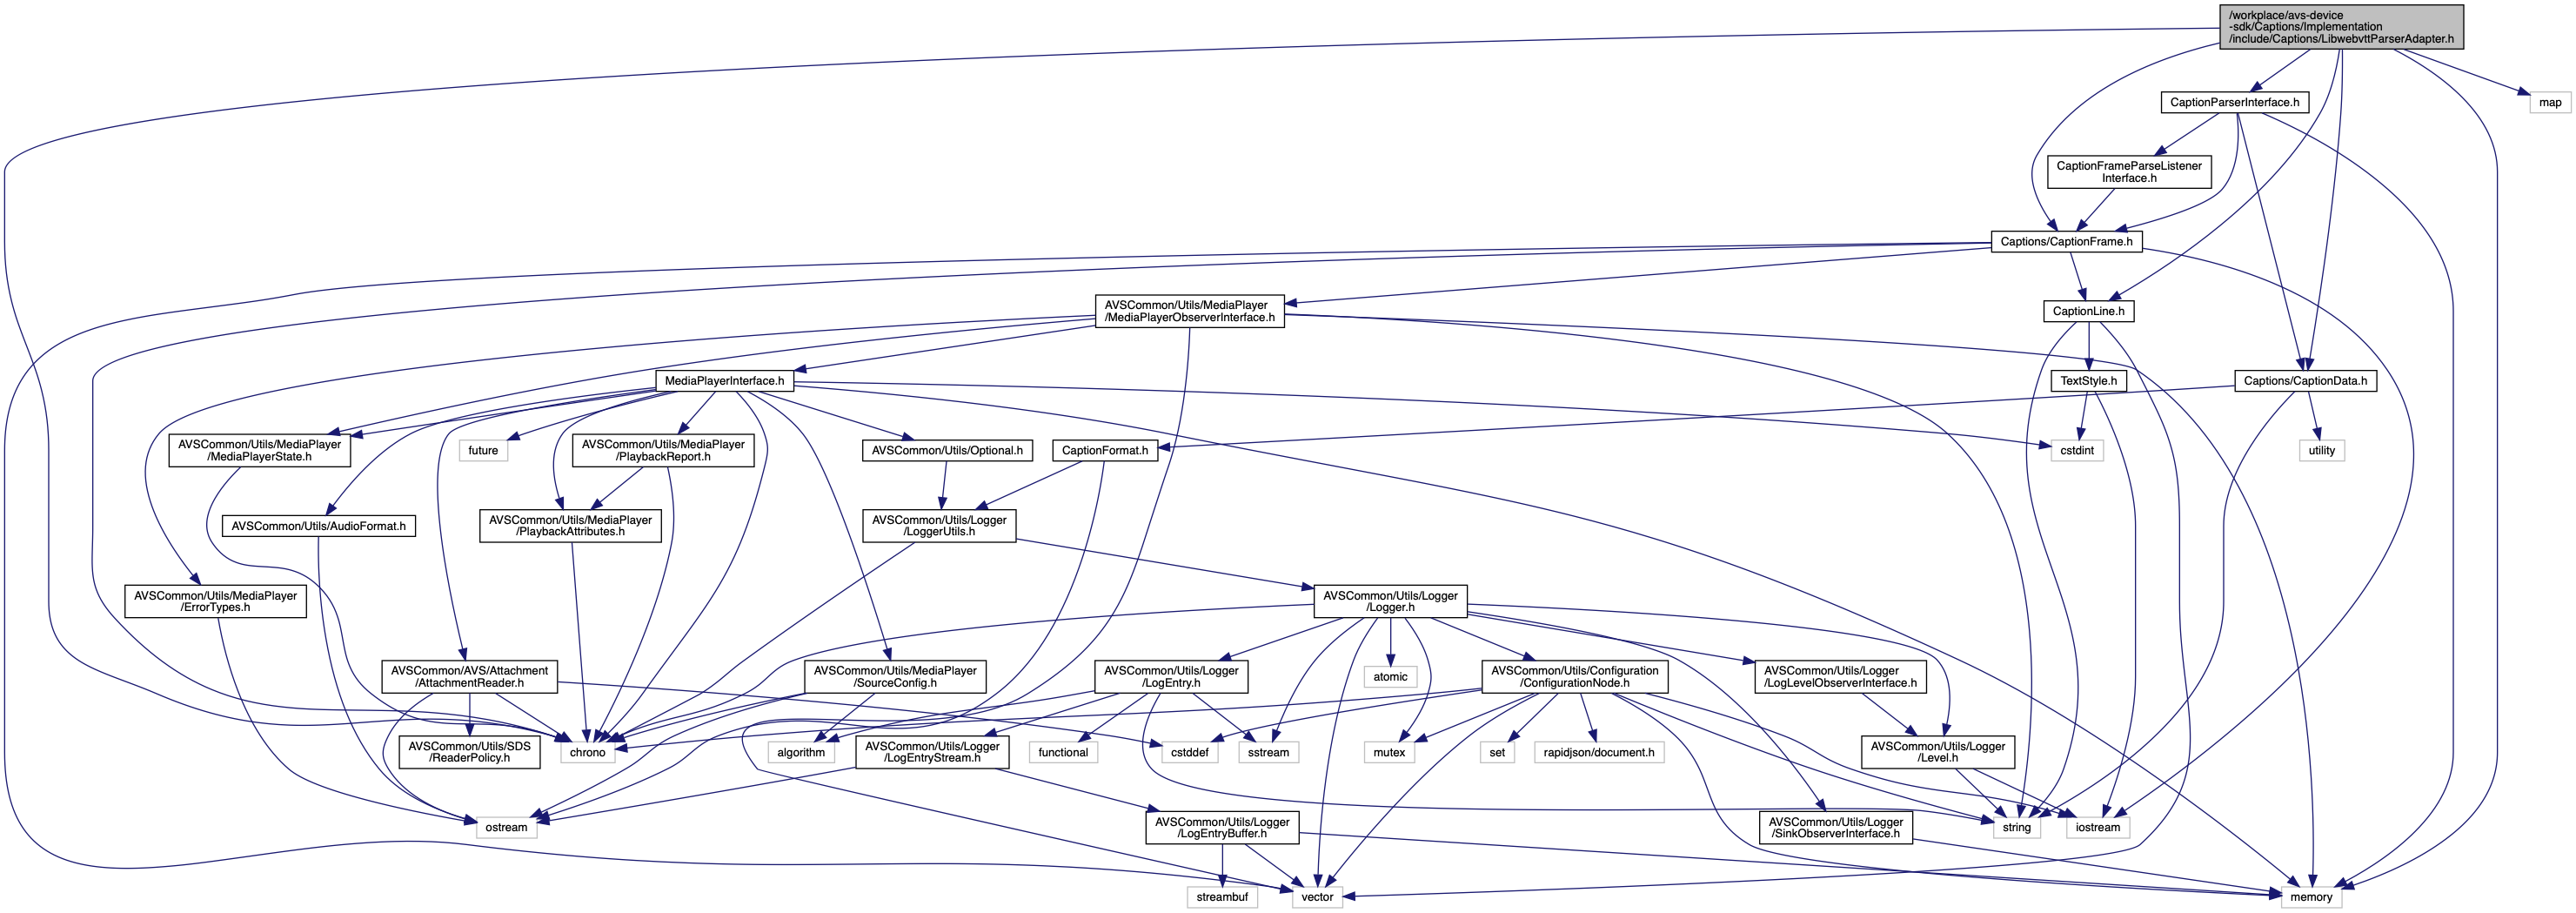 /workplace/avs-device
-sdk/Captions/Implementation
/include/Captions/LibwebvttParserAdapter.h
CaptionParserInterface.h
map
CaptionFrameParseListener
Interface.h
Captions/CaptionFrame.h
AVSCommon/Utils/MediaPlayer
/MediaPlayerObserverInterface.h
CaptionLine.h
MediaPlayerInterface.h
TextStyle.h
Captions/CaptionData.h
AVSCommon/Utils/MediaPlayer
/MediaPlayerState.h
future
AVSCommon/Utils/MediaPlayer
/PlaybackReport.h
AVSCommon/Utils/Optional.h
CaptionFormat.h
cstdint
utility
AVSCommon/Utils/AudioFormat.h
AVSCommon/Utils/MediaPlayer
/PlaybackAttributes.h
AVSCommon/Utils/Logger
/LoggerUtils.h
AVSCommon/Utils/MediaPlayer
/ErrorTypes.h
AVSCommon/Utils/Logger
/Logger.h
AVSCommon/AVS/Attachment
/AttachmentReader.h
AVSCommon/Utils/MediaPlayer
/SourceConfig.h
AVSCommon/Utils/Logger
/LogEntry.h
atomic
AVSCommon/Utils/Configuration
/ConfigurationNode.h
AVSCommon/Utils/Logger
/LogLevelObserverInterface.h
AVSCommon/Utils/SDS
/ReaderPolicy.h
chrono
algorithm
AVSCommon/Utils/Logger
/LogEntryStream.h
cstddef
functional
sstream
mutex
set
rapidjson/document.h
AVSCommon/Utils/Logger
/Level.h
ostream
AVSCommon/Utils/Logger
/LogEntryBuffer.h
AVSCommon/Utils/Logger
/SinkObserverInterface.h
string
iostream
streambuf
vector
memory